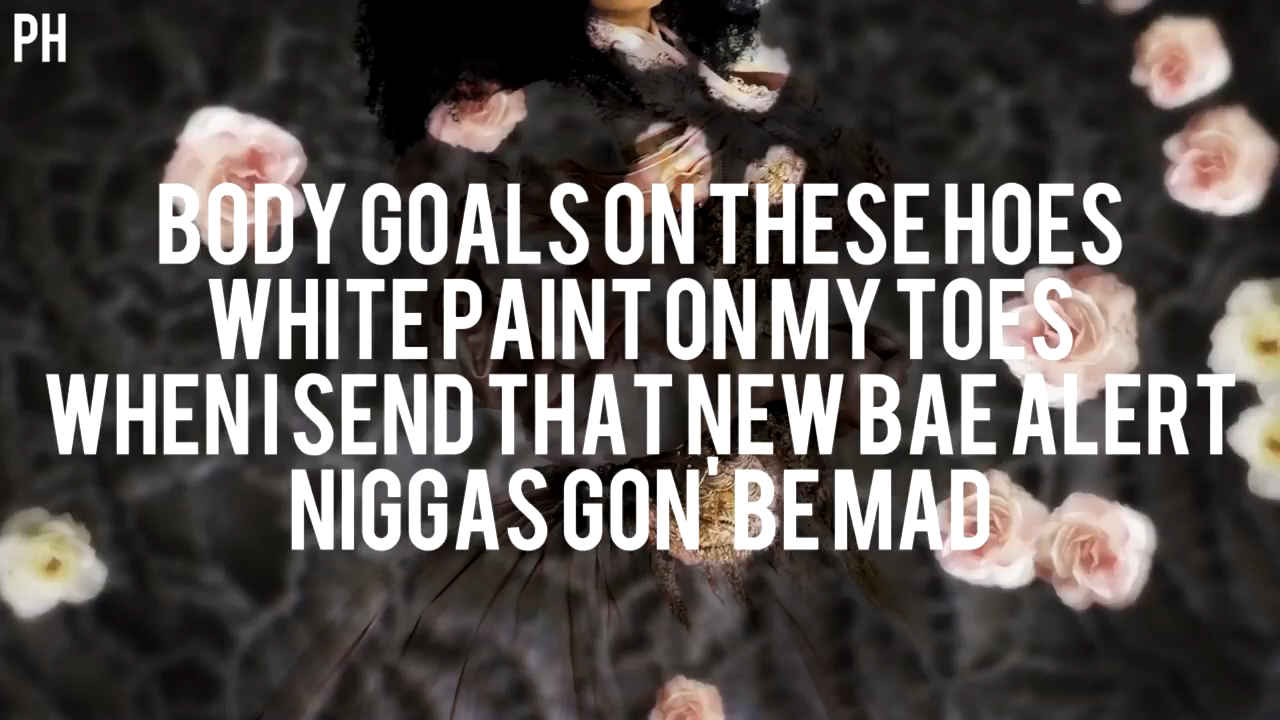 PH
BODY GOALS ON THESE HOES
WHITE PAINT ON MY TOES
WHEN I SEND THAT NEW BAE ALERT
NIGGAS GON' BE MAD